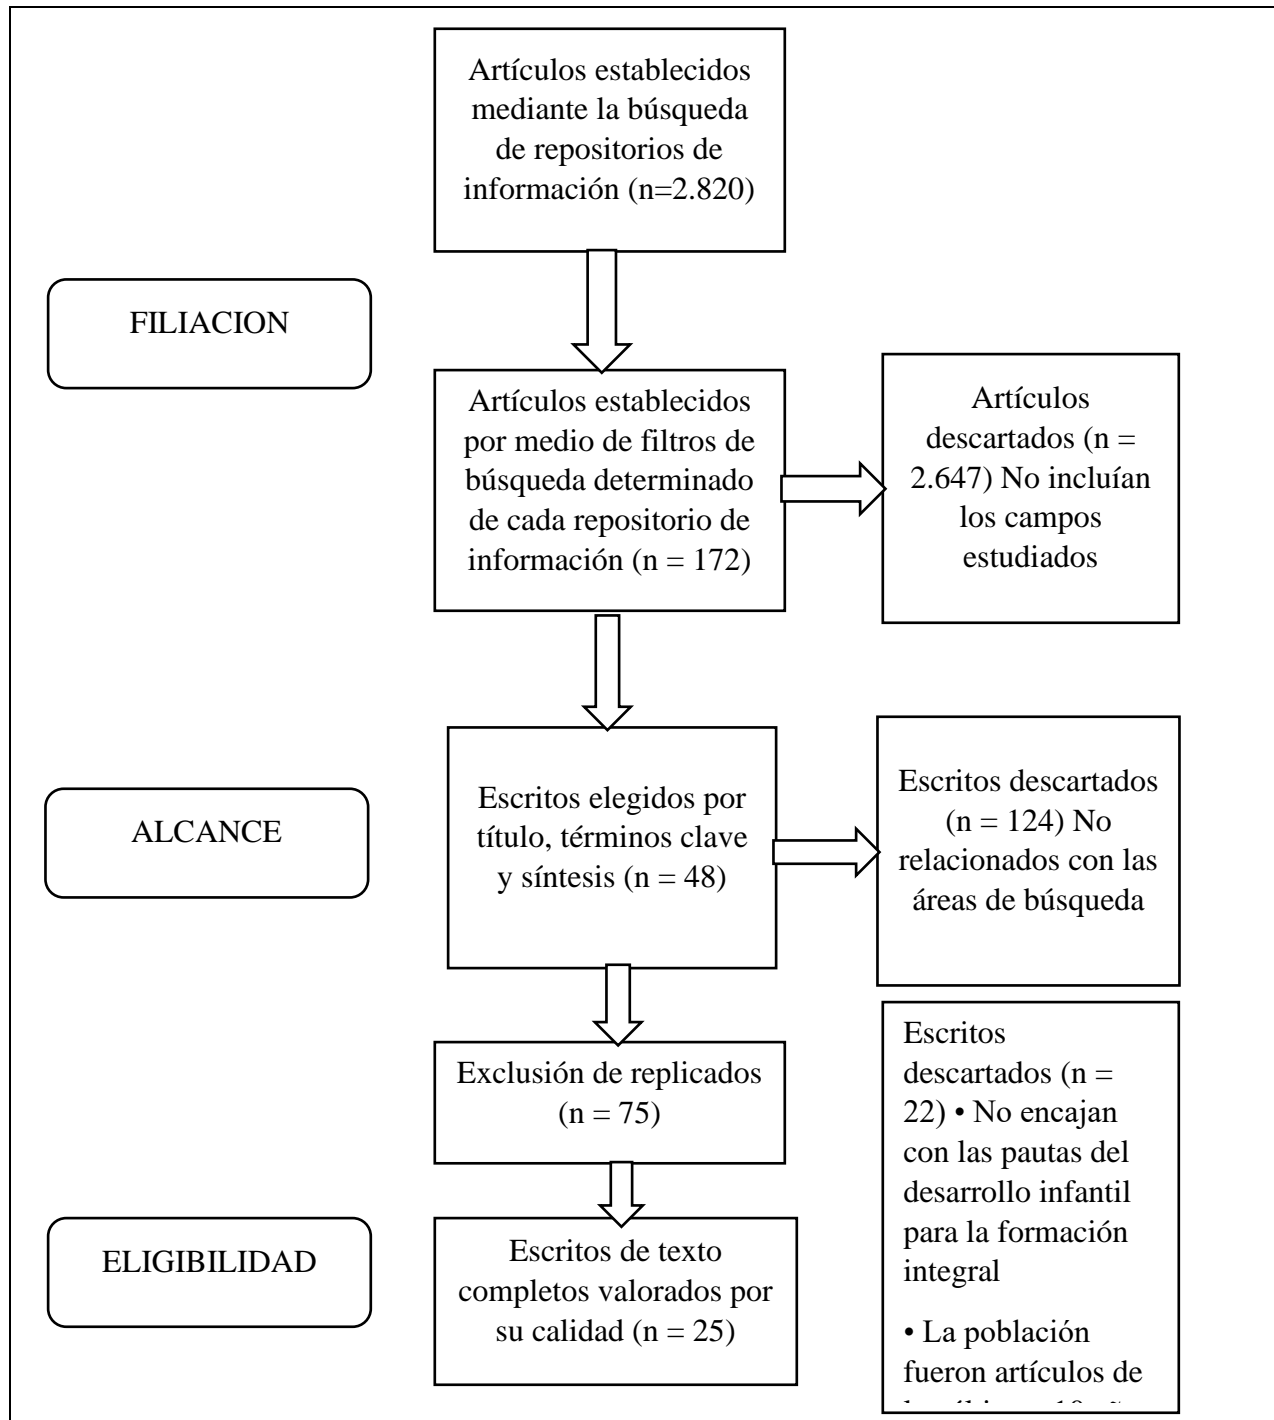 Artículos establecidos
mediante la búsqueda
de repositorios de
información (n=2.820)
FILIACION
Artículos establecidos
por medio de filtros de
búsqueda determinado
de cada repositorio de
información (n = 172)
Artículos
descartados (n =
2.647) No incluían
los campos
estudiados
ALCANCE
Escritos elegidos por
título, términos clave
y síntesis (n = 48)
Escritos descartados
(n = 124) No
relacionados con las
áreas de búsqueda
Exclusión de replicados
(n = 75)
ELIGIBILIDAD
Escritos de texto
completos valorados por
su calidad (n = 25)
Escritos
descartados (n =
22) • No encajan
con las pautas del
desarrollo infantil
para la formación
integral
• La población
fueron artículos de